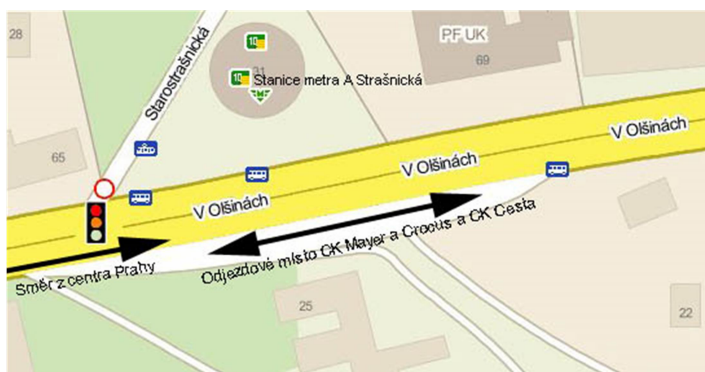 28
Starostrašnická
10
10
31
Stanice metra A Strašnická
PF UK
69
65
V Olšinách
V Olšinách
V Olšinách
Směr z centra Prahy
Odjezdové místo CK Mayer a Crocus a CK Cesta
25
22